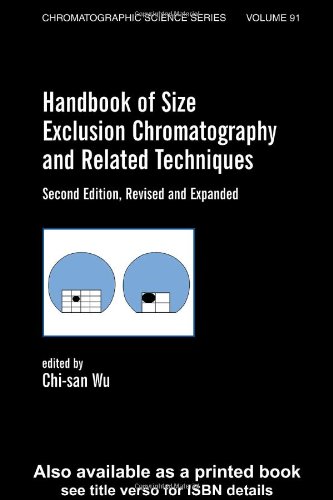 CHROMATOGRAPHIC SCIENCE SERIES VOLUME 91
Handbook of Size
Exclusion Chromatography
and Related Techniques
Second Edition, Revised and Expanded
edited by
Chi-san Wu
Also available as a printed book
see title verso for ISBN details